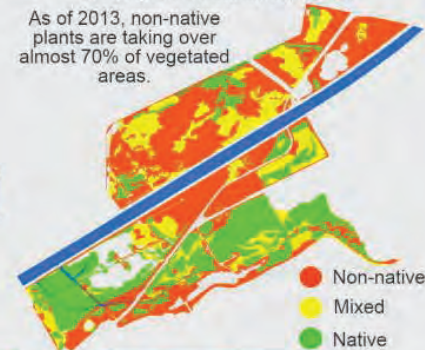 As of 2013, non-native
plants are taking over
almost 70% of vegetated
areas.
Non-native
Mixed
Native